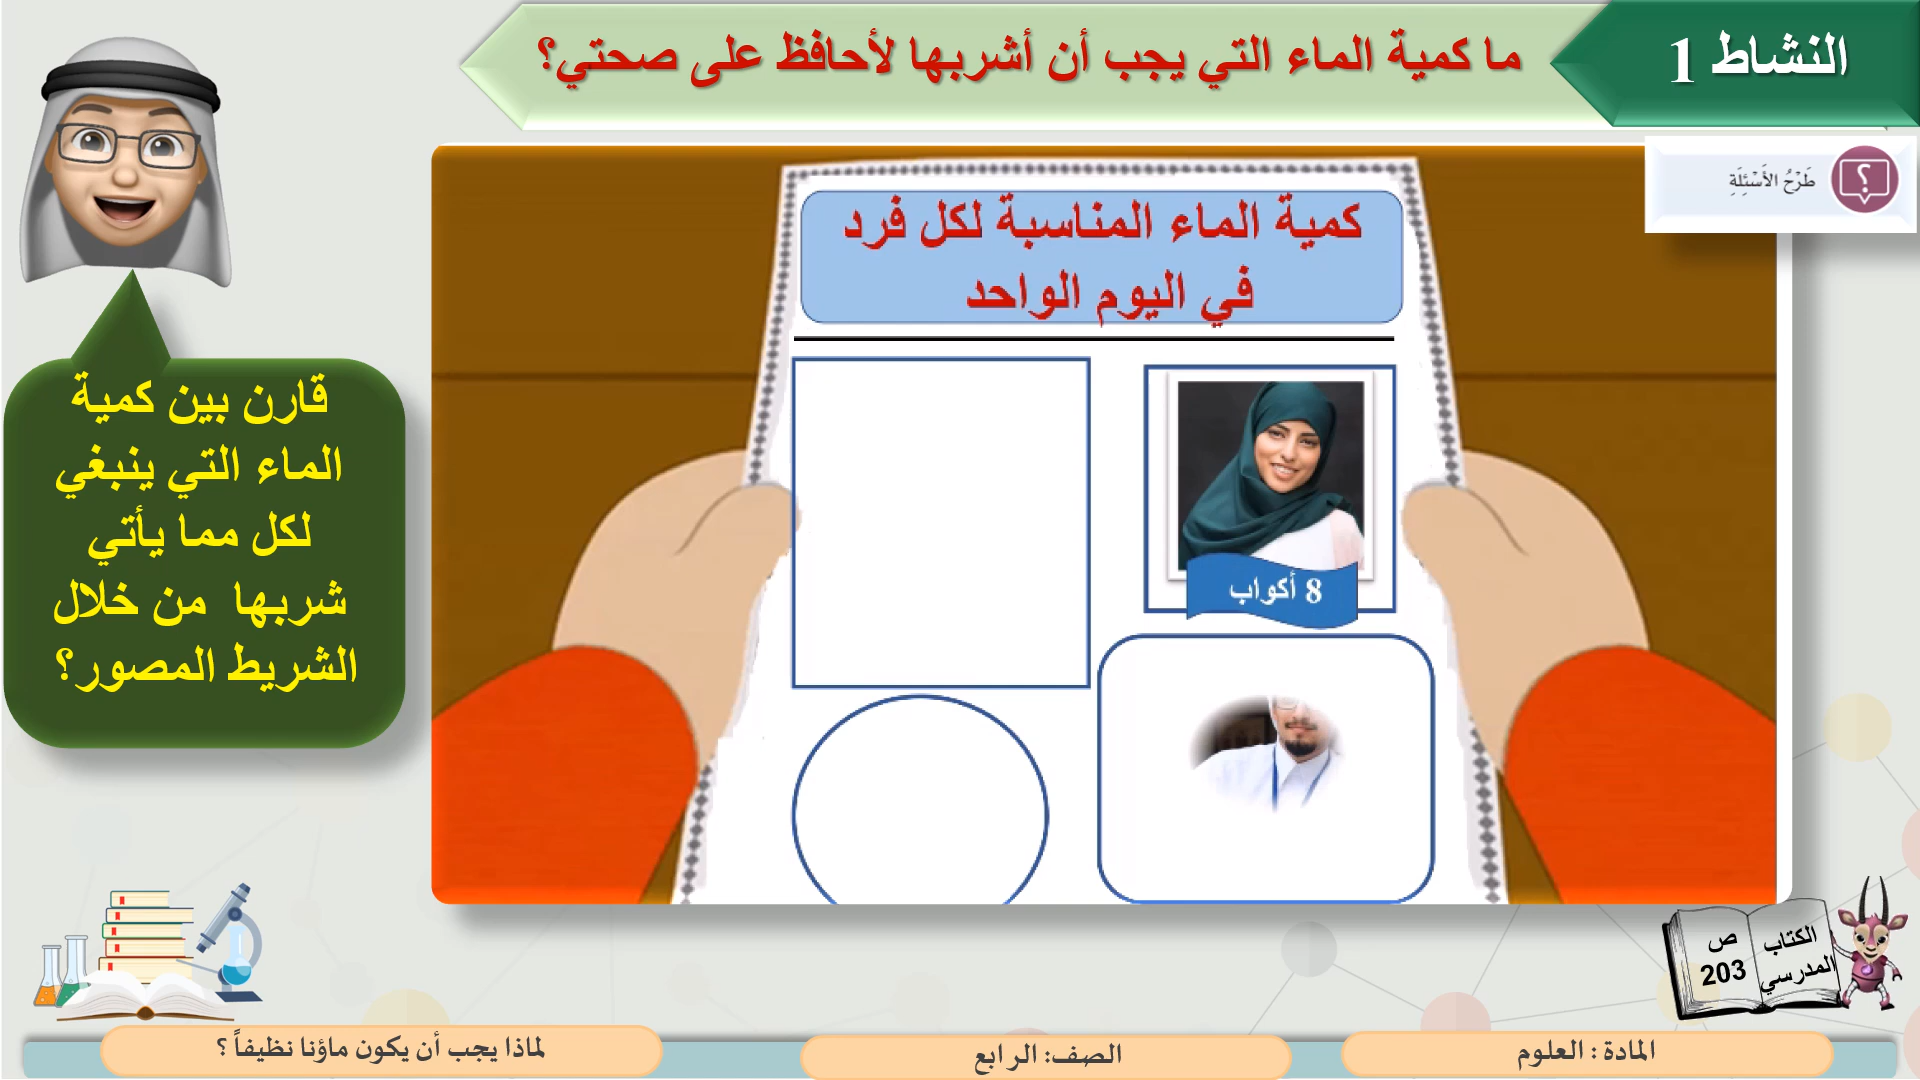 النشاط 1
ما كمية الماء التي يجب أن أشربها لأحافظ على صحتي؟
طَرْحُ الأَسْئِلَةِ
كمية الماء المناسبة لكل فرد
في اليوم الواحد
8 أكواب
قارن بين كمية
الماء التي ينبغي
لكل مما يأتي
شربها من خلال
الشريط المصور؟
الكتاب
المدرسي
ص
203
المادة : العلوم
الصف: الرابع
لماذا يجب أن يكون ماؤنا نظيفاً ؟